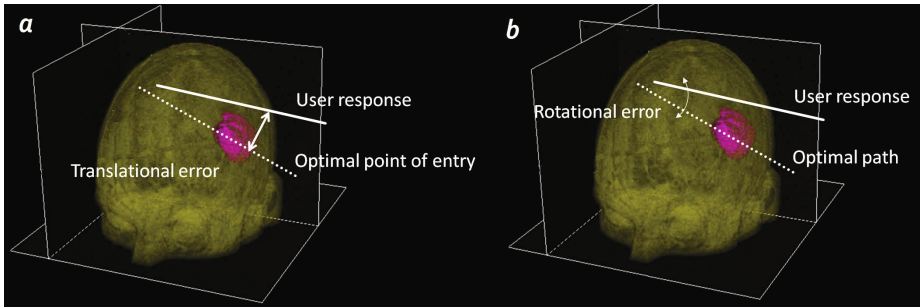 a
User response
Optimal point of entry
Translational error
b
Rotational error
User response
Optimal path